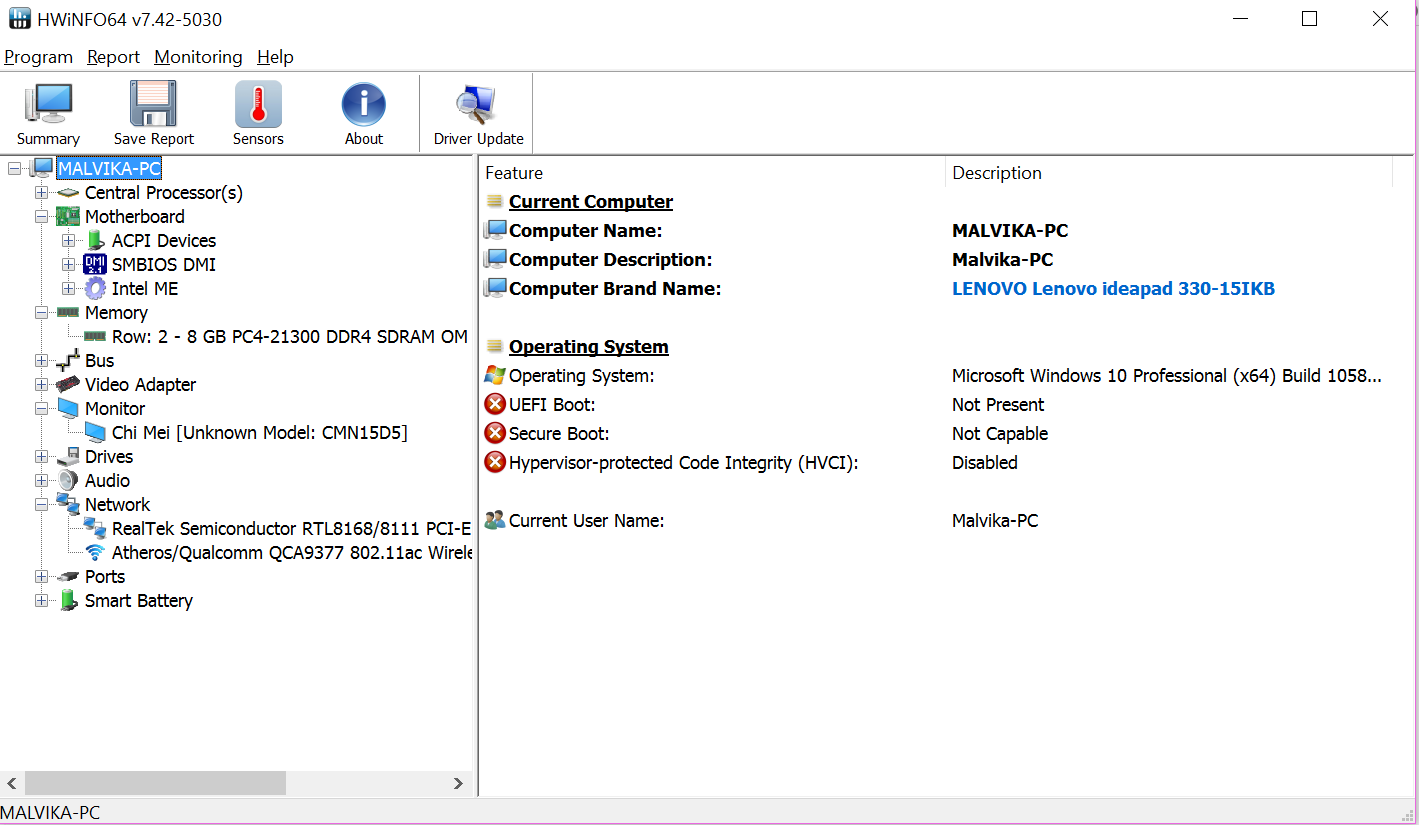 HWiNFO64 v7.42-5030
Program Report Monitoring Help
Summary Save Report Sensors About Driver Update
MALVIKA-PC
Central Processor(s)
Motherboard
ACPI Devices
DMI 2.1 SMBIOS DMI
Intel ME
Memory
Row: 2 - 8 GB PC4-21300 DDR4 SDRAM OM
Bus
Video Adapter
Monitor
Chi Mei [Unknown Model: CMN15D5]
Drives
Audio
Network
RealTek Semiconductor RTL8168/8111 PCI-E
Atheros/Qualcomm QCA9377 802.11ac Wirele
Ports
Smart Battery
Feature Description
Current Computer
Computer Name: MALVIKA-PC
Computer Description: Malvika-PC
Computer Brand Name: LENOVO Lenovo ideapad 330-15IKB
Operating System
Operating System: Microsoft Windows 10 Professional (x64) Build 1058...
UEFI Boot: Not Present
Secure Boot: Not Capable
Hypervisor-protected Code Integrity (HVCI): Disabled
Current User Name: Malvika-PC
MALVIKA-PC